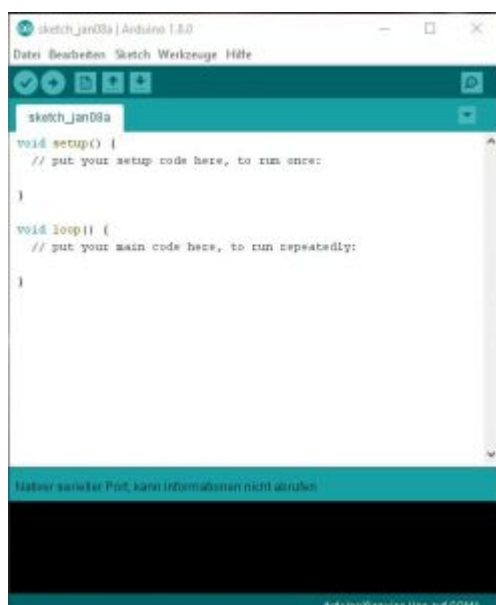 sketch_jan08a | Arduino 1.8.0
Datei Bearbeiten Sketch Werkzeuge Hilfe
sketch_jan08a
void setup() {
// put your setup code here, to run once:
}
void loop() {
// put your main code here, to run repeatedly:
}
Nativer serieller Port, kann Informationen nicht abrufen